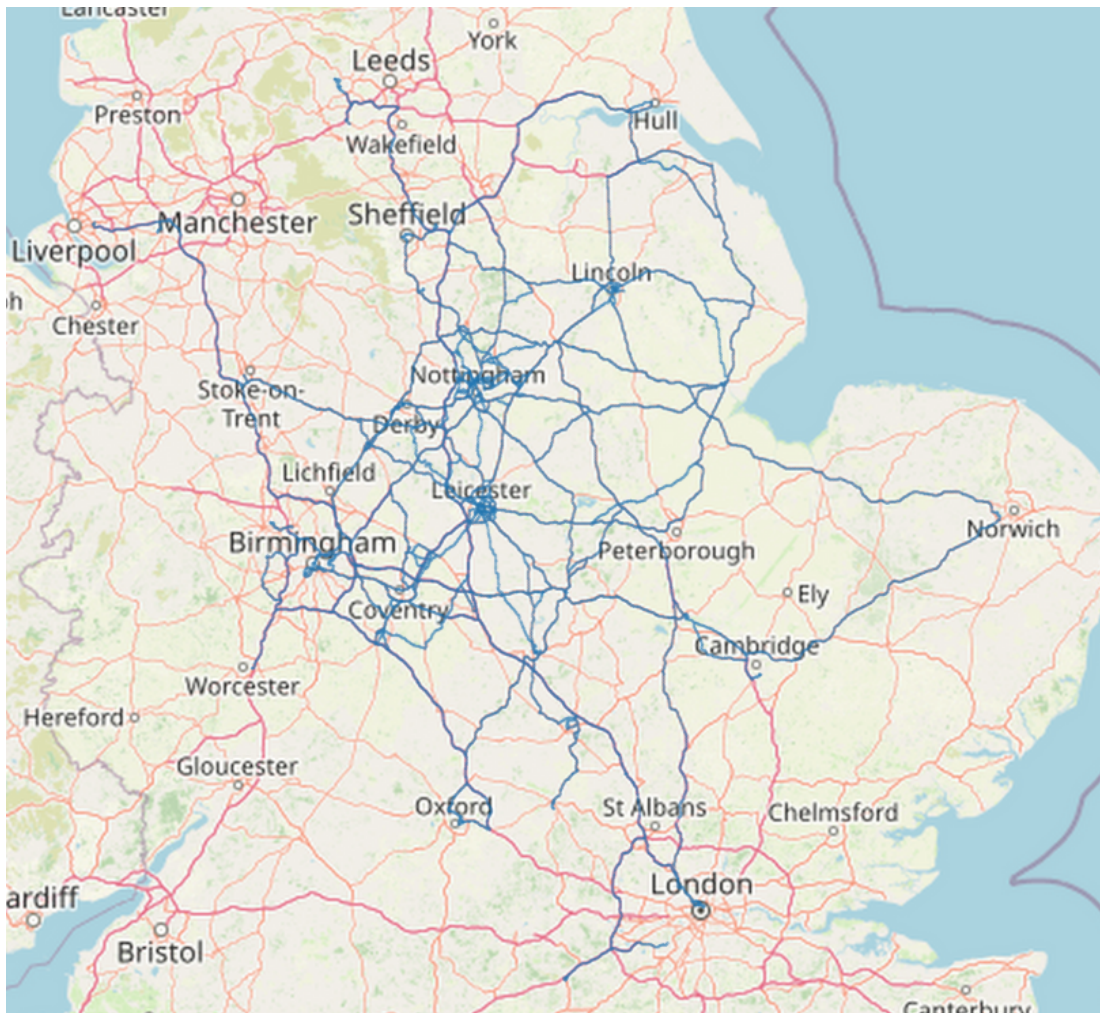 Lancaster
York
Leeds
Preston
Hull
Wakefield
Manchester
Sheffield
Liverpool
Lincoln
Chester
Nottingham
Stoke-on-
Trent
Derby
Lichfield
Leicester
Norwich
Birmingham
Peterborough
Ely
Coventry
Cambridge
Worcester
Hereford
Gloucester
Oxford
St Albans
Chelmsford
London
ardiff
Bristol
Canterbury